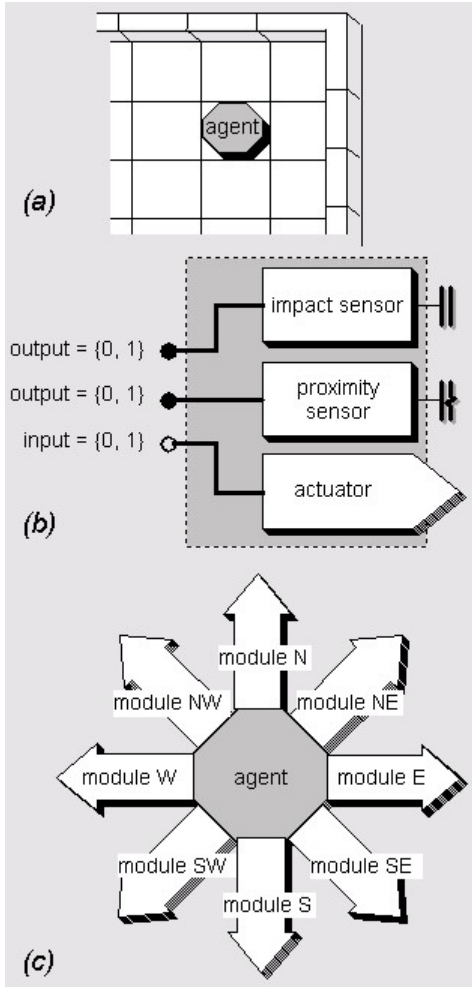 agent
(a)
impact sensor
output = {0, 1}
output = {0, 1}
proximity
sensor
input = {0, 1}
actuator
(b)
module N
module NW
module NE
module W
agent
module E
module SW
module SE
module S
(c)